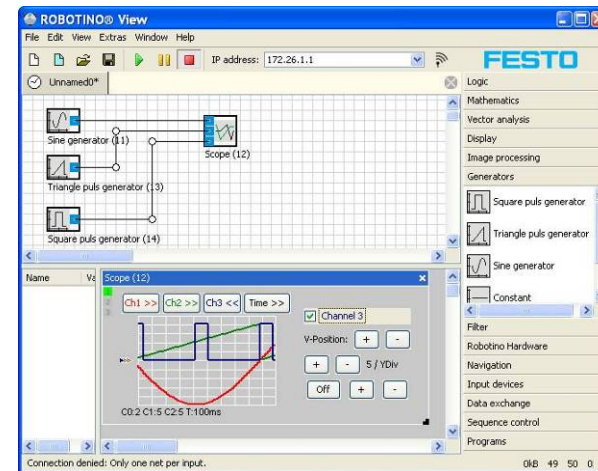 ROBOTINO® View
File Edit View Extras Window Help
IP address: 172.26.1.1
FESTO
Unnamed0*
Logic
Mathematics
Vector analysis
Display
Image processing
Generators
Square puls generator
Triangle puls generator
Sine generator
Constant
Filter
Robotino Hardware
Navigation
Input devices
Data exchange
Sequence control
Programs
Sine generator (11)
Scope (12)
Triangle puls generator (13)
Square puls generator (14)
Name Va
Scope (12)
1
2
3
Ch1 >> Ch2 >> Ch3 << Time >>
Channel 3
V-Position: + -
+ - 5 / YDiv
Off + -
C0:2 C1:5 C2:5 T:100ms
Connection denied: Only one net per input.
0kB 49 50 0